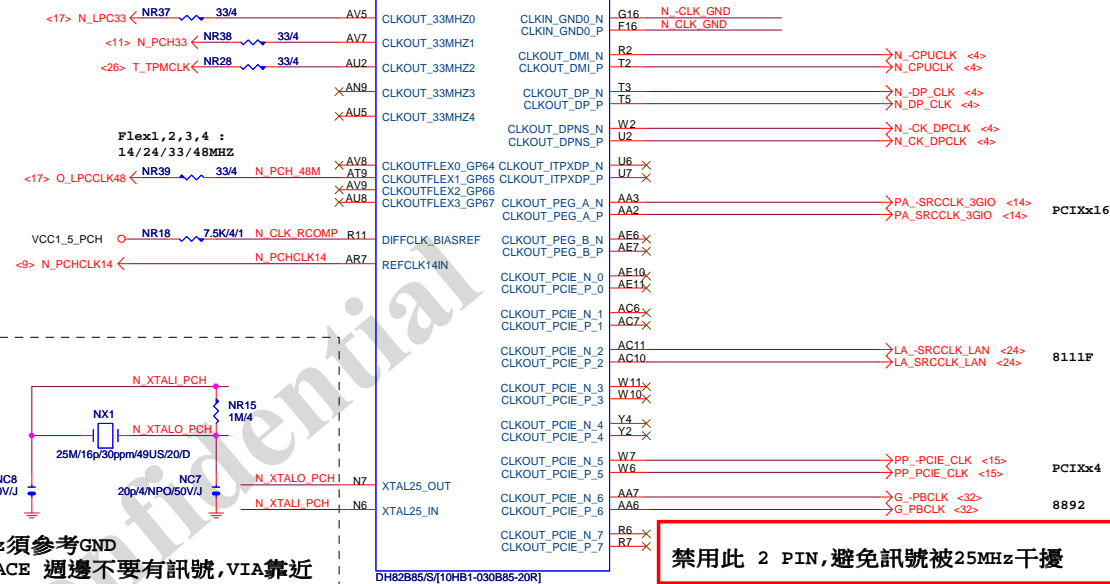 <17> N_LPC33 NR37 33/4 AV5 CLKOUT_33MHZ0
<11> N_PCH33 NR38 33/4 AV7 CLKOUT_33MHZ1
<26> T_TPMCLK NR28 33/4 AU2 CLKOUT_33MHZ2
AN9 CLKOUT_33MHZ3
AU5 CLKOUT_33MHZ4
Flex1,2,3,4 :
14/24/33/48MHZ
AV8 CLKOUTFLEX0_GP64
<17> O_LPCCLK48 NR39 33/4 N_PCH_48M AT9 CLKOUTFLEX1_GP65
AV9 CLKOUTFLEX2_GP66
AU8 CLKOUTFLEX3_GP67
VCC1_5_PCH NR18 7.5K/4/1 N_CLK_RCOMP R11 DIFFCLK_BIASREF
<9> N_PCHCLK14 N_PCHCLK14 AR7 REFCLK14IN
CLKIN_GND0_N G16 N_-CLK_GND
CLKIN_GND0_P F16 N_CLK_GND
CLKOUT_DMI_N R2 N_-CPUCLK <4>
CLKOUT_DMI_P T2 N_CPUCLK <4>
CLKOUT_DP_N T3 N_-DP_CLK <4>
CLKOUT_DP_P T5 N_DP_CLK <4>
CLKOUT_DPNS_N W2 N_-CK_DPCLK <4>
CLKOUT_DPNS_P U2 N_CK_DPCLK <4>
CLKOUT_ITPXDP_N U6
CLKOUT_ITPXDP_P U7
CLKOUT_PEG_A_N AA3 PA_-SRCCLK_3GIO <14>
CLKOUT_PEG_A_P AA2 PA_SRCCLK_3GIO <14>
PCIXx16
CLKOUT_PEG_B_N AE6
CLKOUT_PEG_B_P AE7
CLKOUT_PCIE_N_0 AE10
CLKOUT_PCIE_P_0 AE11
CLKOUT_PCIE_N_1 AC6
CLKOUT_PCIE_P_1 AC7
CLKOUT_PCIE_N_2 AC11 LA_-SRCCLK_LAN <24>
CLKOUT_PCIE_P_2 AC10 LA_SRCCLK_LAN <24>
8111F
CLKOUT_PCIE_N_3 W11
CLKOUT_PCIE_P_3 W10
CLKOUT_PCIE_N_4 Y4
CLKOUT_PCIE_P_4 Y2
CLKOUT_PCIE_N_5 W7 PP_-PCIE_CLK <15>
CLKOUT_PCIE_P_5 W6 PP_PCIE_CLK <15>
PCIXx4
CLKOUT_PCIE_N_6 AA7 G_-PBCLK <32>
CLKOUT_PCIE_P_6 AA6 G_PBCLK <32>
8892
CLKOUT_PCIE_N_7 R6
CLKOUT_PCIE_P_7 R7
N_XTALI_PCH
NR15
1M/4
NX1
N_XTALO_PCH
25M/16p/30ppm/49US/20/D
NC8
0V/J
NC7
20p/4/NPO/50V/J
N_XTALO_PCH N7 XTAL25_OUT
N_XTALI_PCH N6 XTAL25_IN
z須參考GND
ACE 週邊不要有訊號,VIA靠近
DH82B85/S/[10HB1-030B85-20R]
禁用此 2 PIN,避免訊號被25MHz干擾
onfidential